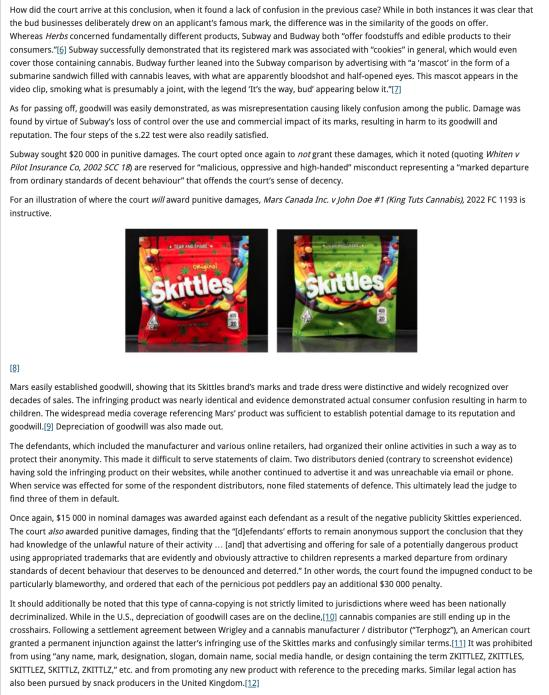 How did the court arrive at this conclusion, when it found a lack of confusion in the previous case? While in both instances it was clear that
the bud businesses deliberately drew on an applicant's famous mark, the difference was in the similarity of the goods on offer.
Whereas Herbs concerned fundamentally different products, Subway and Budway both "offer foodstuffs and edible products to their
consumers."[6] Subway successfully demonstrated that its registered mark was associated with "cookies" in general, which would even
cover those containing cannabis. Budway further leaned into the Subway comparison by advertising with "a 'mascot' in the form of a
submarine sandwich filled with cannabis leaves, with what are apparently bloodshot and half-opened eyes. This mascot appears in the
video clip, smoking what is presumably a joint, with the legend 'It's the way, bud' appearing below it."[7]
As for passing off, goodwill was easily demonstrated, as was misrepresentation causing likely confusion among the public. Damage was
found by virtue of Subway's loss of control over the use and commercial impact of its marks, resulting in harm to its goodwill and
reputation. The four steps of the s.22 test were also readily satisfied.
Subway sought $20 000 in punitive damages. The court opted once again to not grant these damages, which it noted (quoting Whiten v
Pilot Insurance Co, 2002 SCC 18) are reserved for "malicious, oppressive and high-handed" misconduct representing a "marked departure
from ordinary standards of decent behaviour" that offends the court's sense of decency.
For an illustration of where the court will award punitive damages, Mars Canada Inc. v John Doe #1 (King Tuts Cannabis), 2022 FC 1193 is
instructive.
Original
Skittles
Skittles
[8]
Mars easily established goodwill, showing that its Skittles brand's marks and trade dress were distinctive and widely recognized over
decades of sales. The infringing product was nearly identical and evidence demonstrated actual consumer confusion resulting in harm to
children. The widespread media coverage referencing Mars' product was sufficient to establish potential damage to its reputation and
goodwill.[9] Depreciation of goodwill was also made out.
The defendants, which included the manufacturer and various online retailers, had organized their online activities in such a way as to
protect their anonymity. This made it difficult to serve statements of claim. Two distributors denied (contrary to screenshot evidence)
having sold the infringing product on their websites, while another continued to advertise it and was unreachable via email or phone.
When service was effected for some of the respondent distributors, none filed statements of defence. This ultimately lead the judge to
find three of them in default.
Once again, $15 000 in nominal damages was awarded against each defendant as a result of the negative publicity Skittles experienced.
The court also awarded punitive damages, finding that the "[d]efendants' efforts to remain anonymous support the conclusion that they
had knowledge of the unlawful nature of their activity … [and] that advertising and offering for sale of a potentially dangerous product
using appropriated trademarks that are evidently and obviously attractive to children represents a marked departure from ordinary
standards of decent behaviour that deserves to be denounced and deterred." In other words, the court found the impugned conduct to be
particularly blameworthy, and ordered that each of the pernicious pot peddlers pay an additional $30 000 penalty.
It should additionally be noted that this type of canna-copying is not strictly limited to jurisdictions where weed has been nationally
decriminalized. While in the U.S., depreciation of goodwill cases are on the decline,[10] cannabis companies are still ending up in the
crosshairs. Following a settlement agreement between Wrigley and a cannabis manufacturer / distributor ("Terphogz"), an American court
granted a permanent injunction against the latter's infringing use of the Skittles marks and confusingly similar terms.[11] It was prohibited
from using "any name, mark, designation, slogan, domain name, social media handle, or design containing the term ZKITTLEZ, ZKITTLES,
SKITTLEZ, SKITTLZ, ZKITTLZ," etc. and from promoting any new product with reference to the preceding marks. Similar legal action has
also been pursued by snack producers in the United Kingdom.[12]